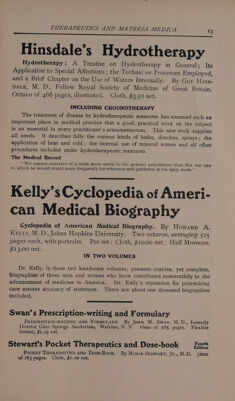 THERAPEUTICS AND MATERIA MEDICA 13
Hinsdale's Hydrotherapy
Hydrotherapy: A Treatise on Hydrotherapy in General; Its
Application to Special Affections; the Technic or Processes Employed,
and a Brief Chapter on the Use of Waters Internally. By GUY HINS-
DALE, M. D., Fellow Royal Society of Medicine of Great Britain.
Octavo of 466 pages, illustrated. Cloth, $3.50 net.
INCLUDING CROUNOTHERAPY
The treatment of disease by hydrotherapeutic measures has assumed such an
important place in medical practice that a good, practical work on the subject
is an essential in every practitioner's armamentarium. This new work supplies
all needs. It describes fully the various kinds of baths, douches, sprays; the
application of heat and cold; the internal use of mineral waters and all other
procedures included under hydrotherapeutic measures.
The Medical Record
"We cannot conceive of a work more useful to the general practitioner than this, nor one
to which he would resort more frequently for reference and guidance in his daily work."
Kelly's Cyclopedia of Ameri-
can Medical Biography
Cyclopedia of American Medical Biography. By HOWARD A.
KELLY, M. D., Johns Hopkins University. Two octavos, averaging 525
pages each, with portraits. Per set: Cloth, $10.00 net; Half Morocco,
$13.00 net.
IN TWO VOLUMES
Dr. Kelly, in these two handsome volumes, presents concise, yet complete,
biographies of those men and women who have contributed noteworthily to the
advancement of medicine in America. Dr. Kelly's reputation for painstaking
care assures accuracy of statement. There are about one thousand biographies
included.
Swan's Prescription-writing and Formulary
PRESCRIPTION-WRITING AND FORMULARY. By JOHN M. SWAN, M. D., formerly
Director Glen Springs Sanitarium, Watkins, N. Y. 16mo of 185 pages. Flexible
leather, $1.25 net.
Stewart's Pocket Therapeutics and Dose-book Fourth
Edition
POCKET THERAPEUTICS AND DOSE-BOOK. By MORSE STEWART, JR., M.D. 32mo
of 263 pages. Cloth, $1.00 net.